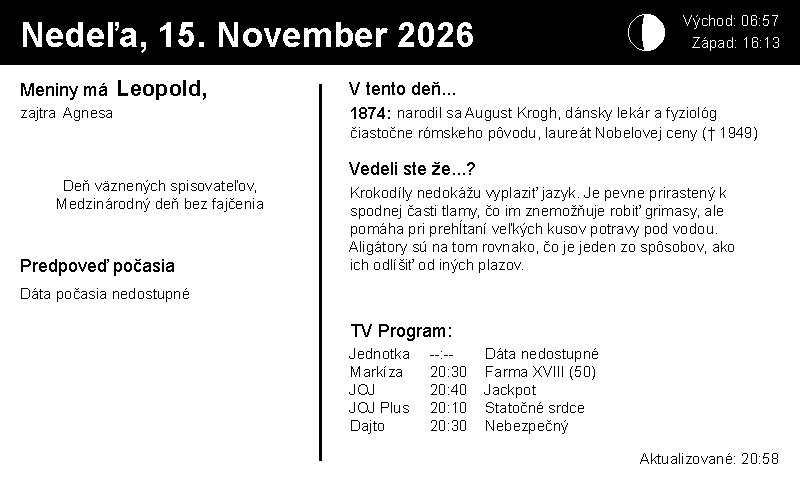 Nedeľa, 15. November 2026
Východ: 06:57
Západ: 16:13
Meniny má Leopold,
zajtra Agnesa
Deň väznených spisovateľov,
Medzinárodný deň bez fajčenia
Predpoveď počasia
Dáta počasia nedostupné
V tento deň...
1874: narodil sa August Krogh, dánsky lekár a fyziológ
čiastočne rómskeho pôvodu, laureát Nobelovej ceny († 1949)
Vedeli ste že...?
Krokodíly nedokážu vyplaziť jazyk. Je pevne prirastený k
spodnej časti tlamy, čo im znemožňuje robiť grimasy, ale
pomáha pri prehĺtaní veľkých kusov potravy pod vodou.
Aligátory sú na tom rovnako, čo je jeden zo spôsobov, ako
ich odlíšiť od iných plazov.
TV Program:
Jednotka --:-- Dáta nedostupné
Markíza 20:30 Farma XVIII (50)
JOJ 20:40 Jackpot
JOJ Plus 20:10 Statočné srdce
Dajto 20:30 Nebezpečný
Aktualizované: 20:58